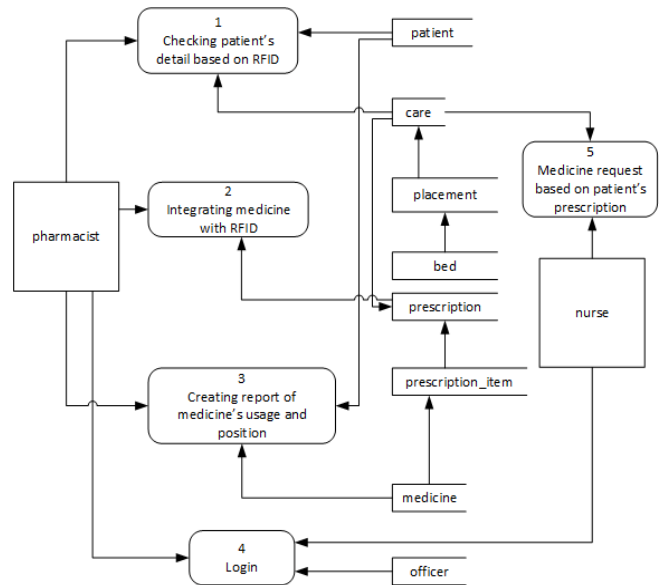 1
Checking patient's
detail based on RFID
patient
care
5
Medicine request
based on patient's
prescription
2
Integrating medicine
with RFID
placement
pharmacist
bed
prescription
nurse
3
Creating report of
medicine's usage and
position
prescription_item
medicine
4
Login
officer